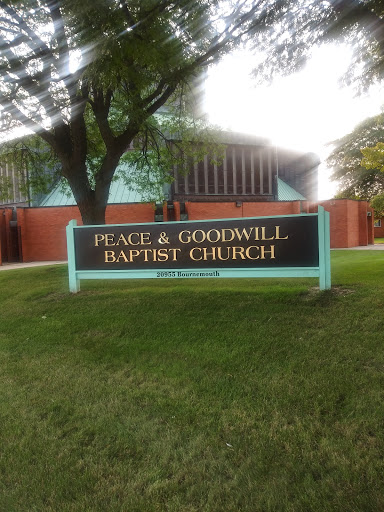 PEACE & GOODWILL
BAPTIST CHURCH
20955 Bournemouth